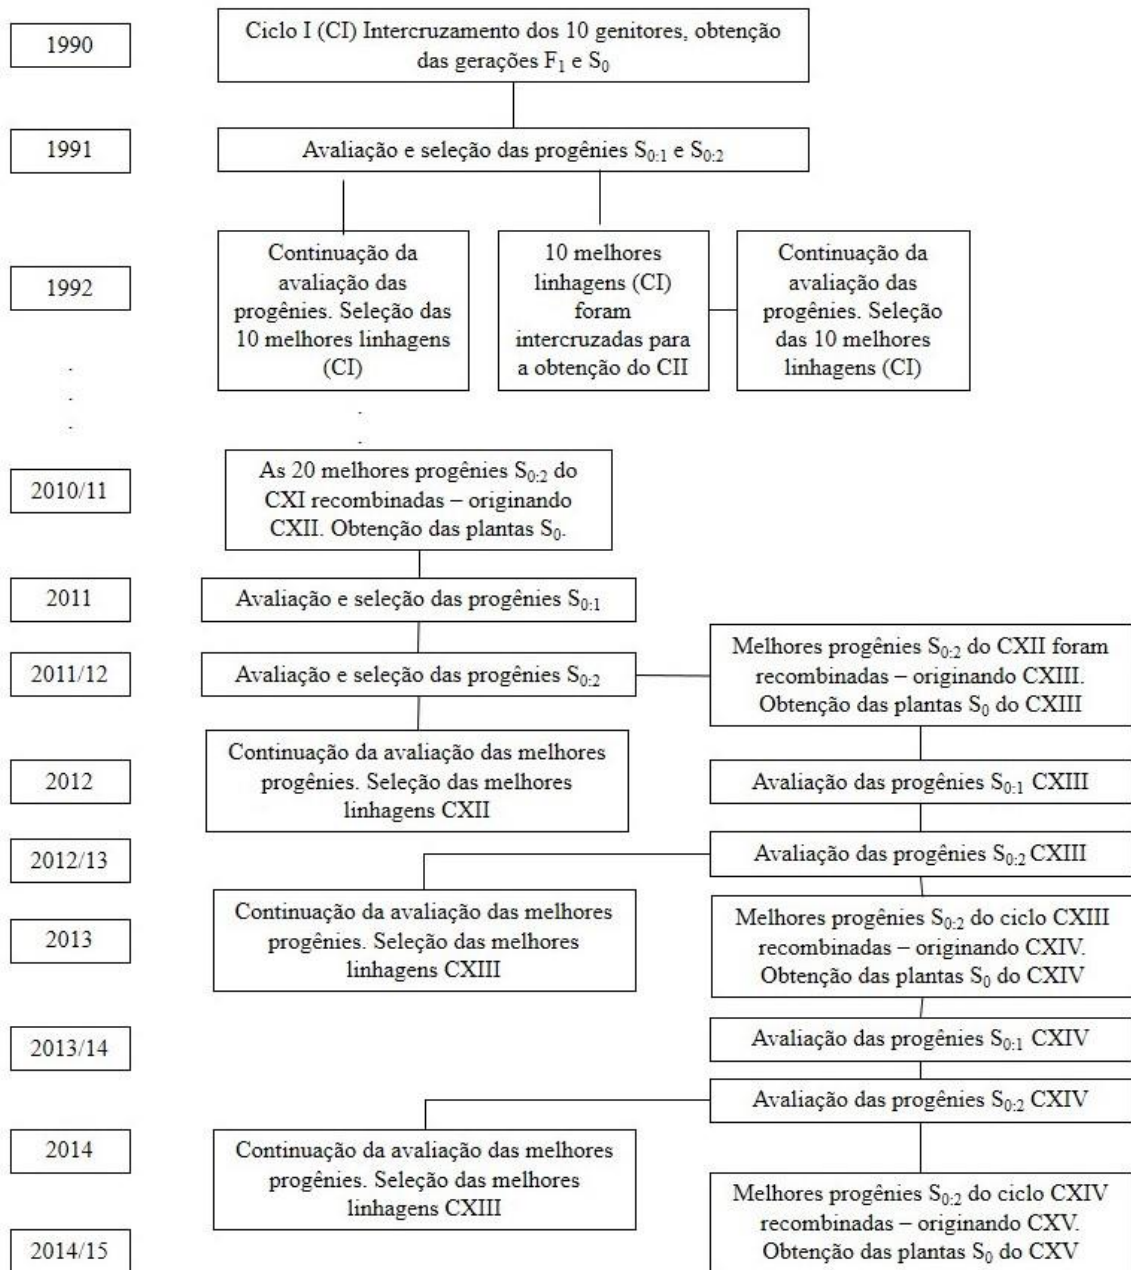 1990
Ciclo I (CI) Intercruzamento dos 10 genitores, obtenção
das gerações F₁ e S₀
1991
Avaliação e seleção das progênies S₀:₁ e S₀:₂
1992
Continuação da
avaliação das
progênies. Seleção das
10 melhores linhagens
(CI)
10 melhores
linhagens (CI)
foram
intercruzadas para
a obtenção do CII
Continuação da
avaliação das
progênies. Seleção
das 10 melhores
linhagens (CI)
.
.
.
.
.
2010/11
As 20 melhores progênies S₀:₂ do
CXI recombinadas – originando
CXII. Obtenção das plantas S₀.
2011
Avaliação e seleção das progênies S₀:₁
2011/12
Avaliação e seleção das progênies S₀:₂
Melhores progênies S₀:₂ do CXII foram
recombinadas – originando CXIII.
Obtenção das plantas S₀ do CXIII
2012
Continuação da avaliação das melhores
progênies. Seleção das melhores
linhagens CXII
Avaliação das progênies S₀:₁ CXIII
2012/13
Avaliação das progênies S₀:₂ CXIII
2013
Continuação da avaliação das melhores
progênies. Seleção das melhores
linhagens CXIII
Melhores progênies S₀:₂ do ciclo CXIII
recombinadas – originando CXIV.
Obtenção das plantas S₀ do CXIV
2013/14
Avaliação das progênies S₀:₁ CXIV
Avaliação das progênies S₀:₂ CXIV
2014
Continuação da avaliação das melhores
progênies. Seleção das melhores
linhagens CXIII
2014/15
Melhores progênies S₀:₂ do ciclo CXIV
recombinadas – originando CXV.
Obtenção das plantas S₀ do CXV